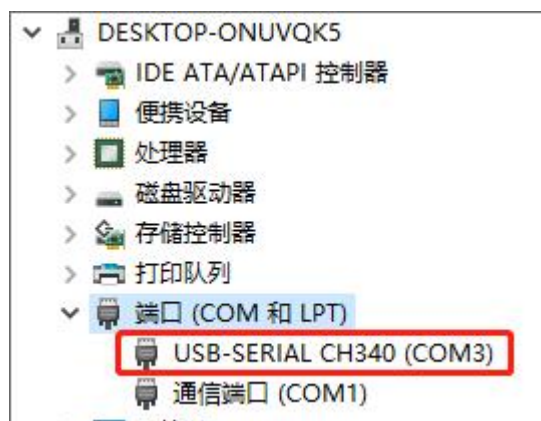 DESKTOP-ONUVQK5
IDE ATA/ATAPI 控制器
便携设备
处理器
磁盘驱动器
存储控制器
打印队列
端口 (COM 和 LPT)
USB-SERIAL CH340 (COM3)
通信端口 (COM1)